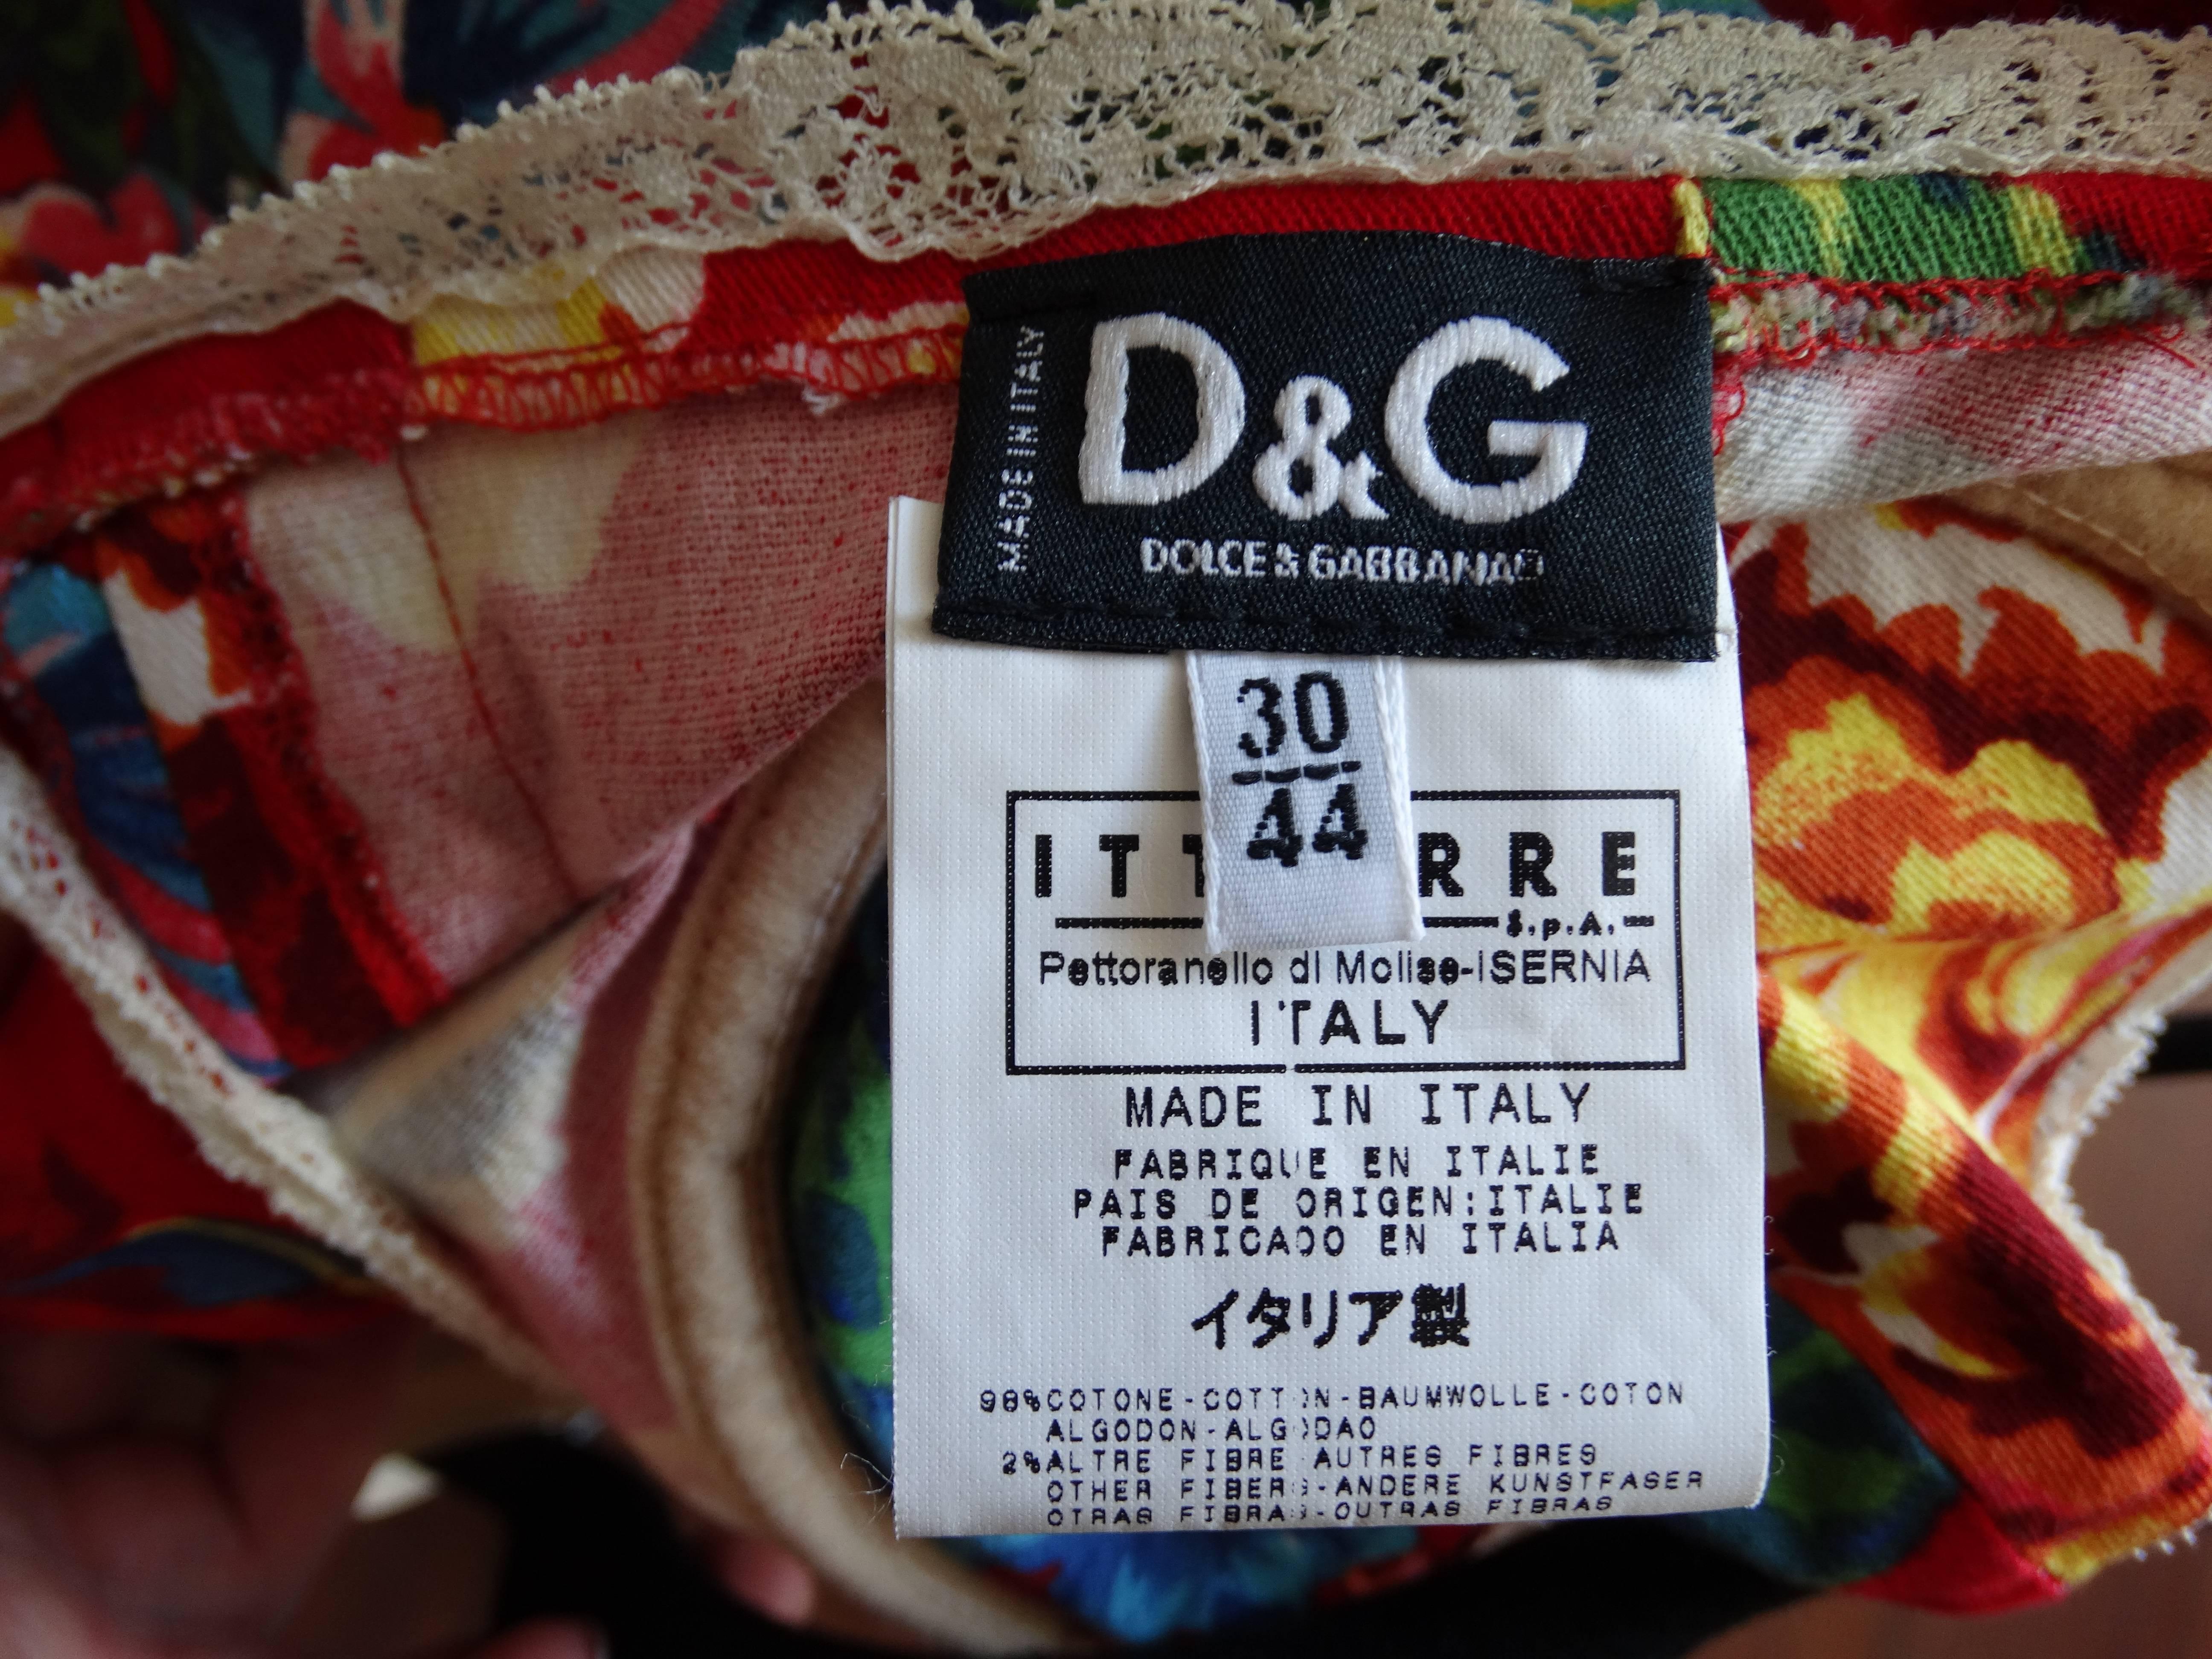 D&G
DOLCE & GABBANA
MADE IN ITALY
30
44
S.p.A.
Pettoranello di Molise-ISERNIA
ITALY
MADE IN ITALY
FABRIQUE EN ITALIE
PAIS DE ORIGEN:ITALIE
FABRICADO EN ITALIA
イタリア製
98%COTONE-COTTON-BAUMWOLLE-COTON
ALGODON-ALGODAO
2%ALTRE FIBRE AUTRES FIBRES
OTHER FIBERS-ANDERE KUNSTFASER
OTRAS FIBRAS-OUTRAS FIBRAS